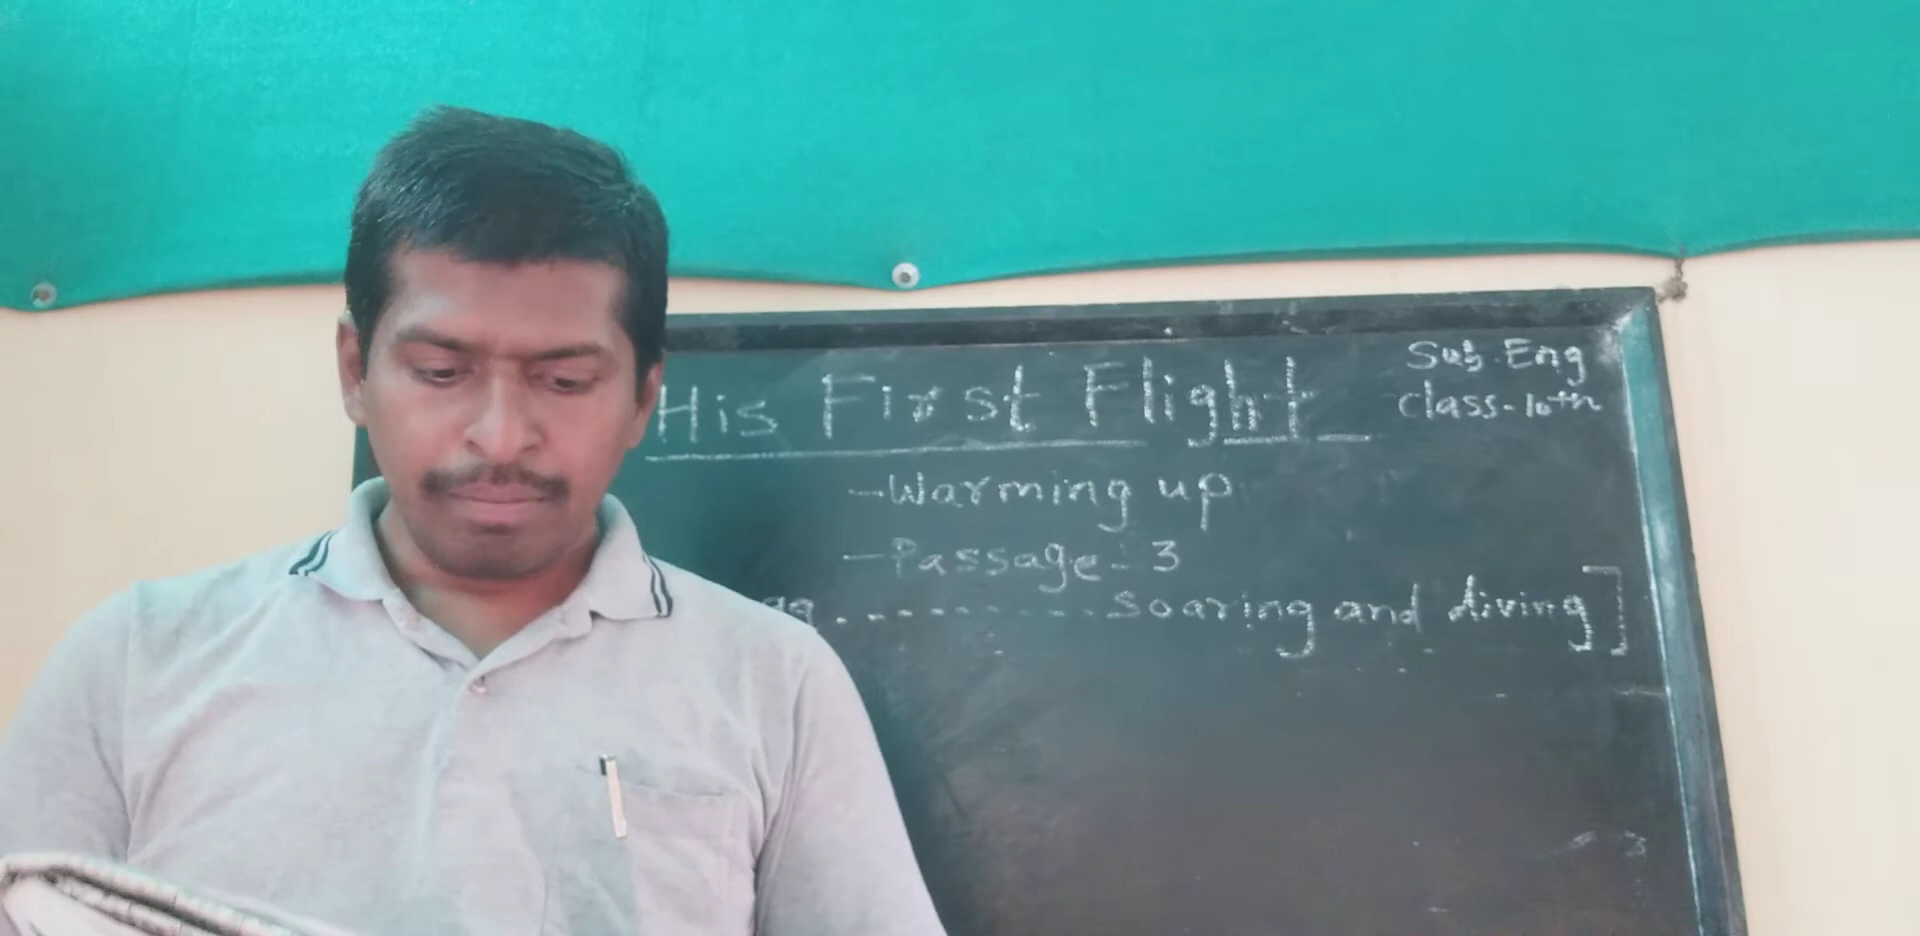 His First Flight
Sub. Eng
Class-10th
-Warming up
-Passage-3
.......... Soaring and diving]